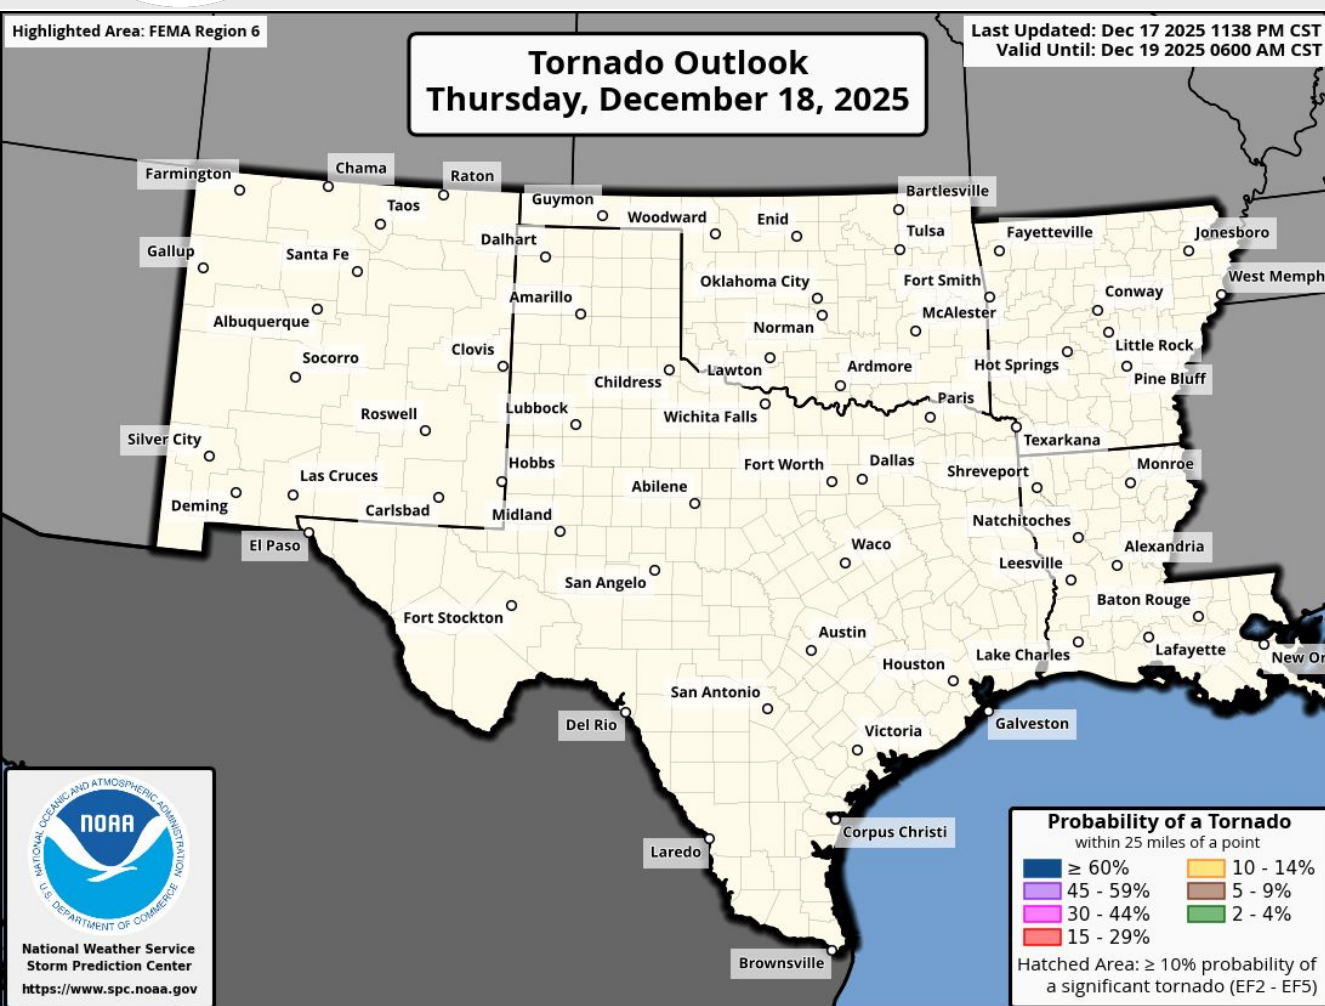 Highlighted Area: FEMA Region 6
Last Updated: Dec 17 2025 1138 PM CST
Valid Until: Dec 19 2025 0600 AM CST
Tornado Outlook
Thursday, December 18, 2025
Farmington
Chama
Raton
Taos
Guymon
Woodward
Enid
Bartlesville
Tulsa
Fayetteville
Jonesboro
Gallup
Santa Fe
Dalhart
Oklahoma City
Fort Smith
Conway
West Memph
Albuquerque
Amarillo
Norman
McAlester
Little Rock
Socorro
Clovis
Childress
Lawton
Ardmore
Hot Springs
Pine Bluff
Roswell
Lubbock
Wichita Falls
Paris
Silver City
Texarkana
Las Cruces
Hobbs
Fort Worth
Dallas
Shreveport
Monroe
Deming
Carlsbad
Midland
Abilene
Natchitoches
El Paso
Waco
Alexandria
San Angelo
Leesville
Fort Stockton
Baton Rouge
Austin
Houston
Lake Charles
Lafayette
New Or
San Antonio
Del Rio
Victoria
Galveston
Corpus Christi
Laredo
Brownsville
NATIONAL OCEANIC AND ATMOSPHERIC ADMINISTRATION
NOAA
U.S. DEPARTMENT OF COMMERCE
National Weather Service
Storm Prediction Center
https://www.spc.noaa.gov
Probability of a Tornado
within 25 miles of a point
≥ 60%
45 - 59%
30 - 44%
15 - 29%
10 - 14%
5 - 9%
2 - 4%
Hatched Area: ≥ 10% probability of
a significant tornado (EF2 - EF5)